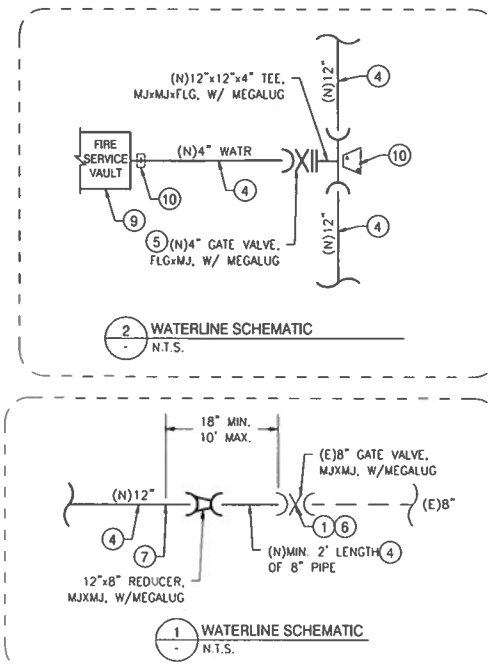 (N)12"x12"x4" TEE,
MJxMJxFLG, W/ MEGALUG
(N)12"
4
FIRE
SERVICE
VAULT
(N)4" WATR
10
10
4
9
5 (N)4" GATE VALVE,
FLGxMJ, W/ MEGALUG
(N)12"
4
2 WATERLINE SCHEMATIC
- N.T.S.
18" MIN.
10' MAX.
(E)8" GATE VALVE,
MJXMJ, W/MEGALUG
(N)12"
(E)8"
4
7
1 6
12"x8" REDUCER,
MJXMJ, W/MEGALUG
(N)MIN. 2' LENGTH 4
OF 8" PIPE
1 WATERLINE SCHEMATIC
- N.T.S.